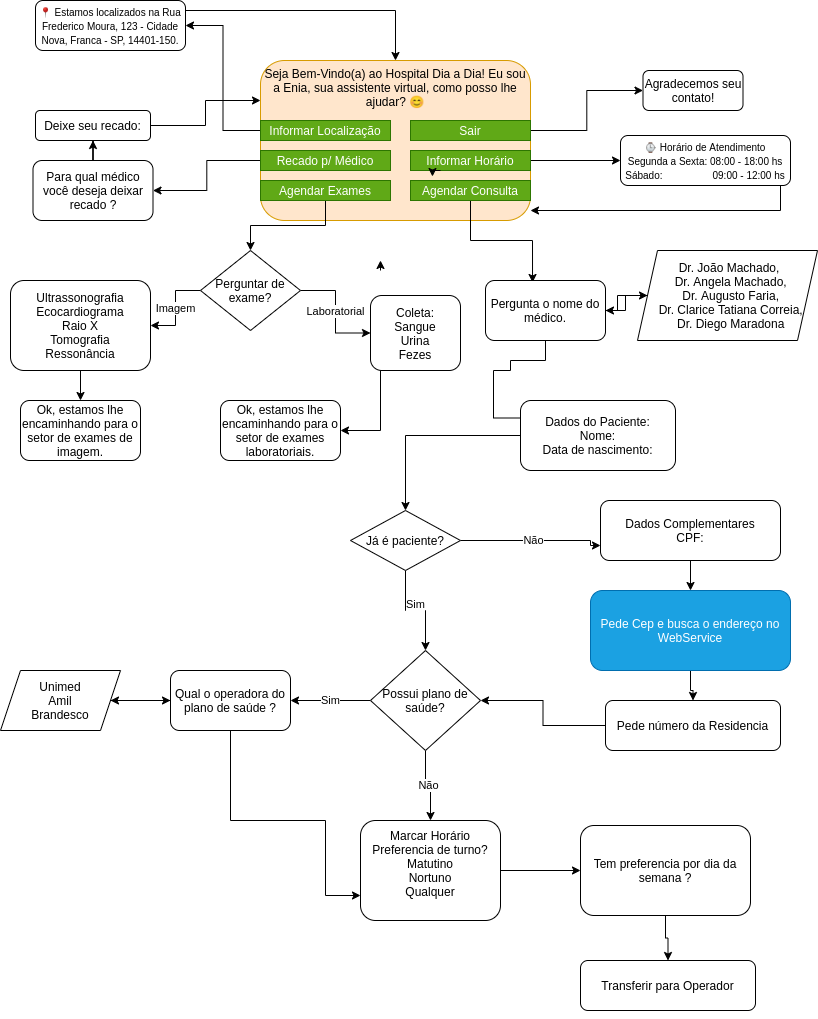 📍 Estamos localizados na Rua
Frederico Moura, 123 - Cidade
Nova, Franca - SP, 14401-150.
Seja Bem-Vindo(a) ao Hospital Dia a Dia! Eu sou
a Enia, sua assistente virtual, como posso lhe
ajudar? 😊
Informar Localização
Sair
Recado p/ Médico
Informar Horário
Agendar Exames
Agendar Consulta
Agradecemos seu
contato!
Deixe seu recado:
⌚ Horário de Atendimento
Segunda a Sexta: 08:00 - 18:00 hs
Sábado: 09:00 - 12:00 hs
Para qual médico
você deseja deixar
recado ?
Perguntar de
exame?
Imagem
Laboratorial
Ultrassonografia
Ecocardiograma
Raio X
Tomografia
Ressonância
Coleta:
Sangue
Urina
Fezes
Pergunta o nome do
médico.
Dr. João Machado,
Dr. Angela Machado,
Dr. Augusto Faria,
Dr. Clarice Tatiana Correia,
Dr. Diego Maradona
Ok, estamos lhe
encaminhando para o
setor de exames de
imagem.
Ok, estamos lhe
encaminhando para o
setor de exames
laboratoriais.
Dados do Paciente:
Nome:
Data de nascimento:
Já é paciente?
Não
Sim
Dados Complementares
CPF:
Pede Cep e busca o endereço no
WebService
Pede número da Residencia
Possui plano de
saúde?
Sim
Não
Qual o operadora do
plano de saúde ?
Unimed
Amil
Brandesco
Marcar Horário
Preferencia de turno?
Matutino
Nortuno
Qualquer
Tem preferencia por dia da
semana ?
Transferir para Operador